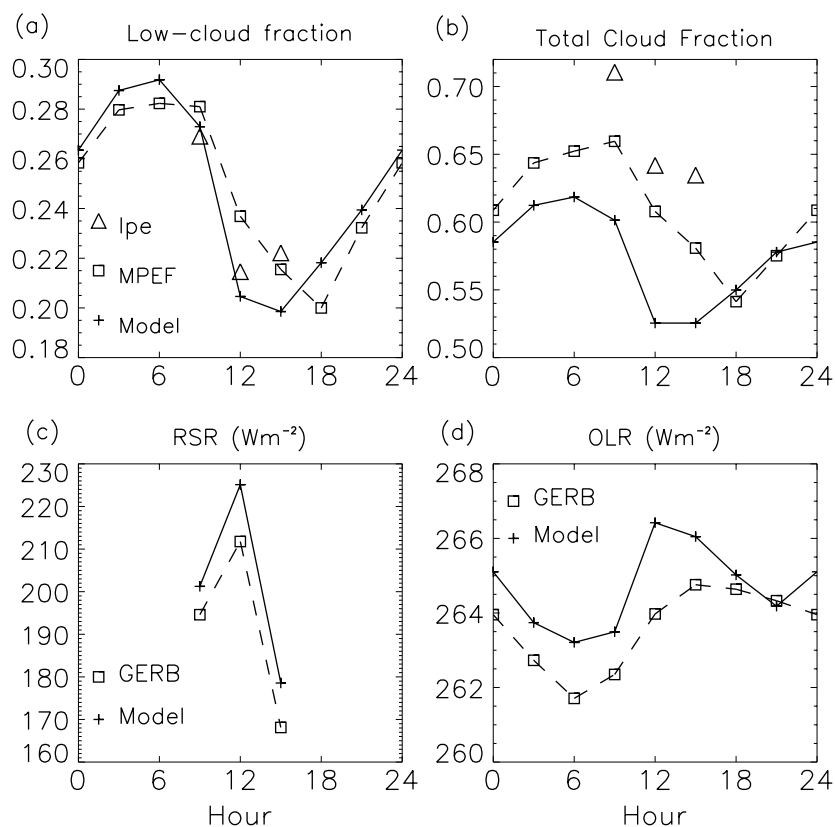 (a) Low-cloud fraction
0.30
0.28
0.26
0.24
0.22
0.20
0.18
Ipe
MPEF
Model
0 6 12 18 24
(b) Total Cloud Fraction
0.70
0.65
0.60
0.55
0.50
0 6 12 18 24
(c) RSR (Wm⁻²)
230
220
210
200
190
180
170
160
GERB
Model
0 6 12 18 24
Hour
(d) OLR (Wm⁻²)
268
266
264
262
260
GERB
Model
0 6 12 18 24
Hour